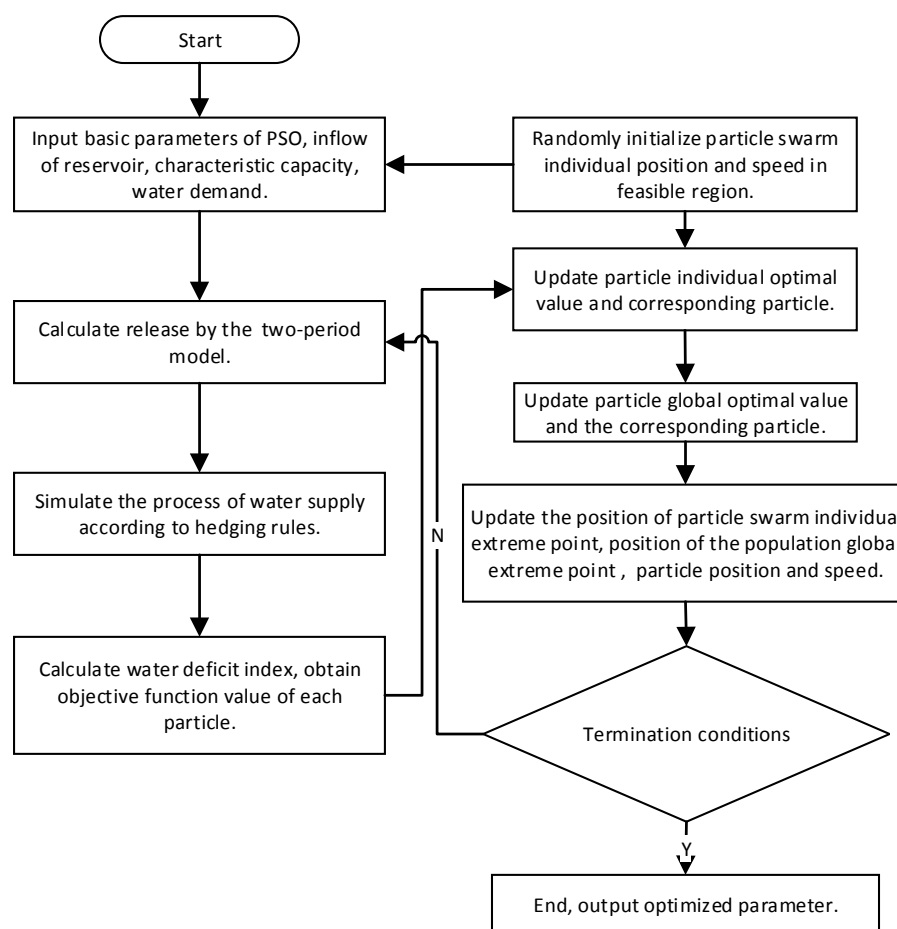 Start
Input basic parameters of PSO, inflow
of reservoir, characteristic capacity,
water demand.
Randomly initialize particle swarm
individual position and speed in
feasible region.
Calculate release by the two-period
model.
Update particle individual optimal
value and corresponding particle.
Update particle global optimal value
and the corresponding particle.
Simulate the process of water supply
according to hedging rules.
N
Update the position of particle swarm individua
extreme point, position of the population globa
extreme point , particle position and speed.
Calculate water deficit index, obtain
objective function value of each
particle.
Termination conditions
Y
End, output optimized parameter.